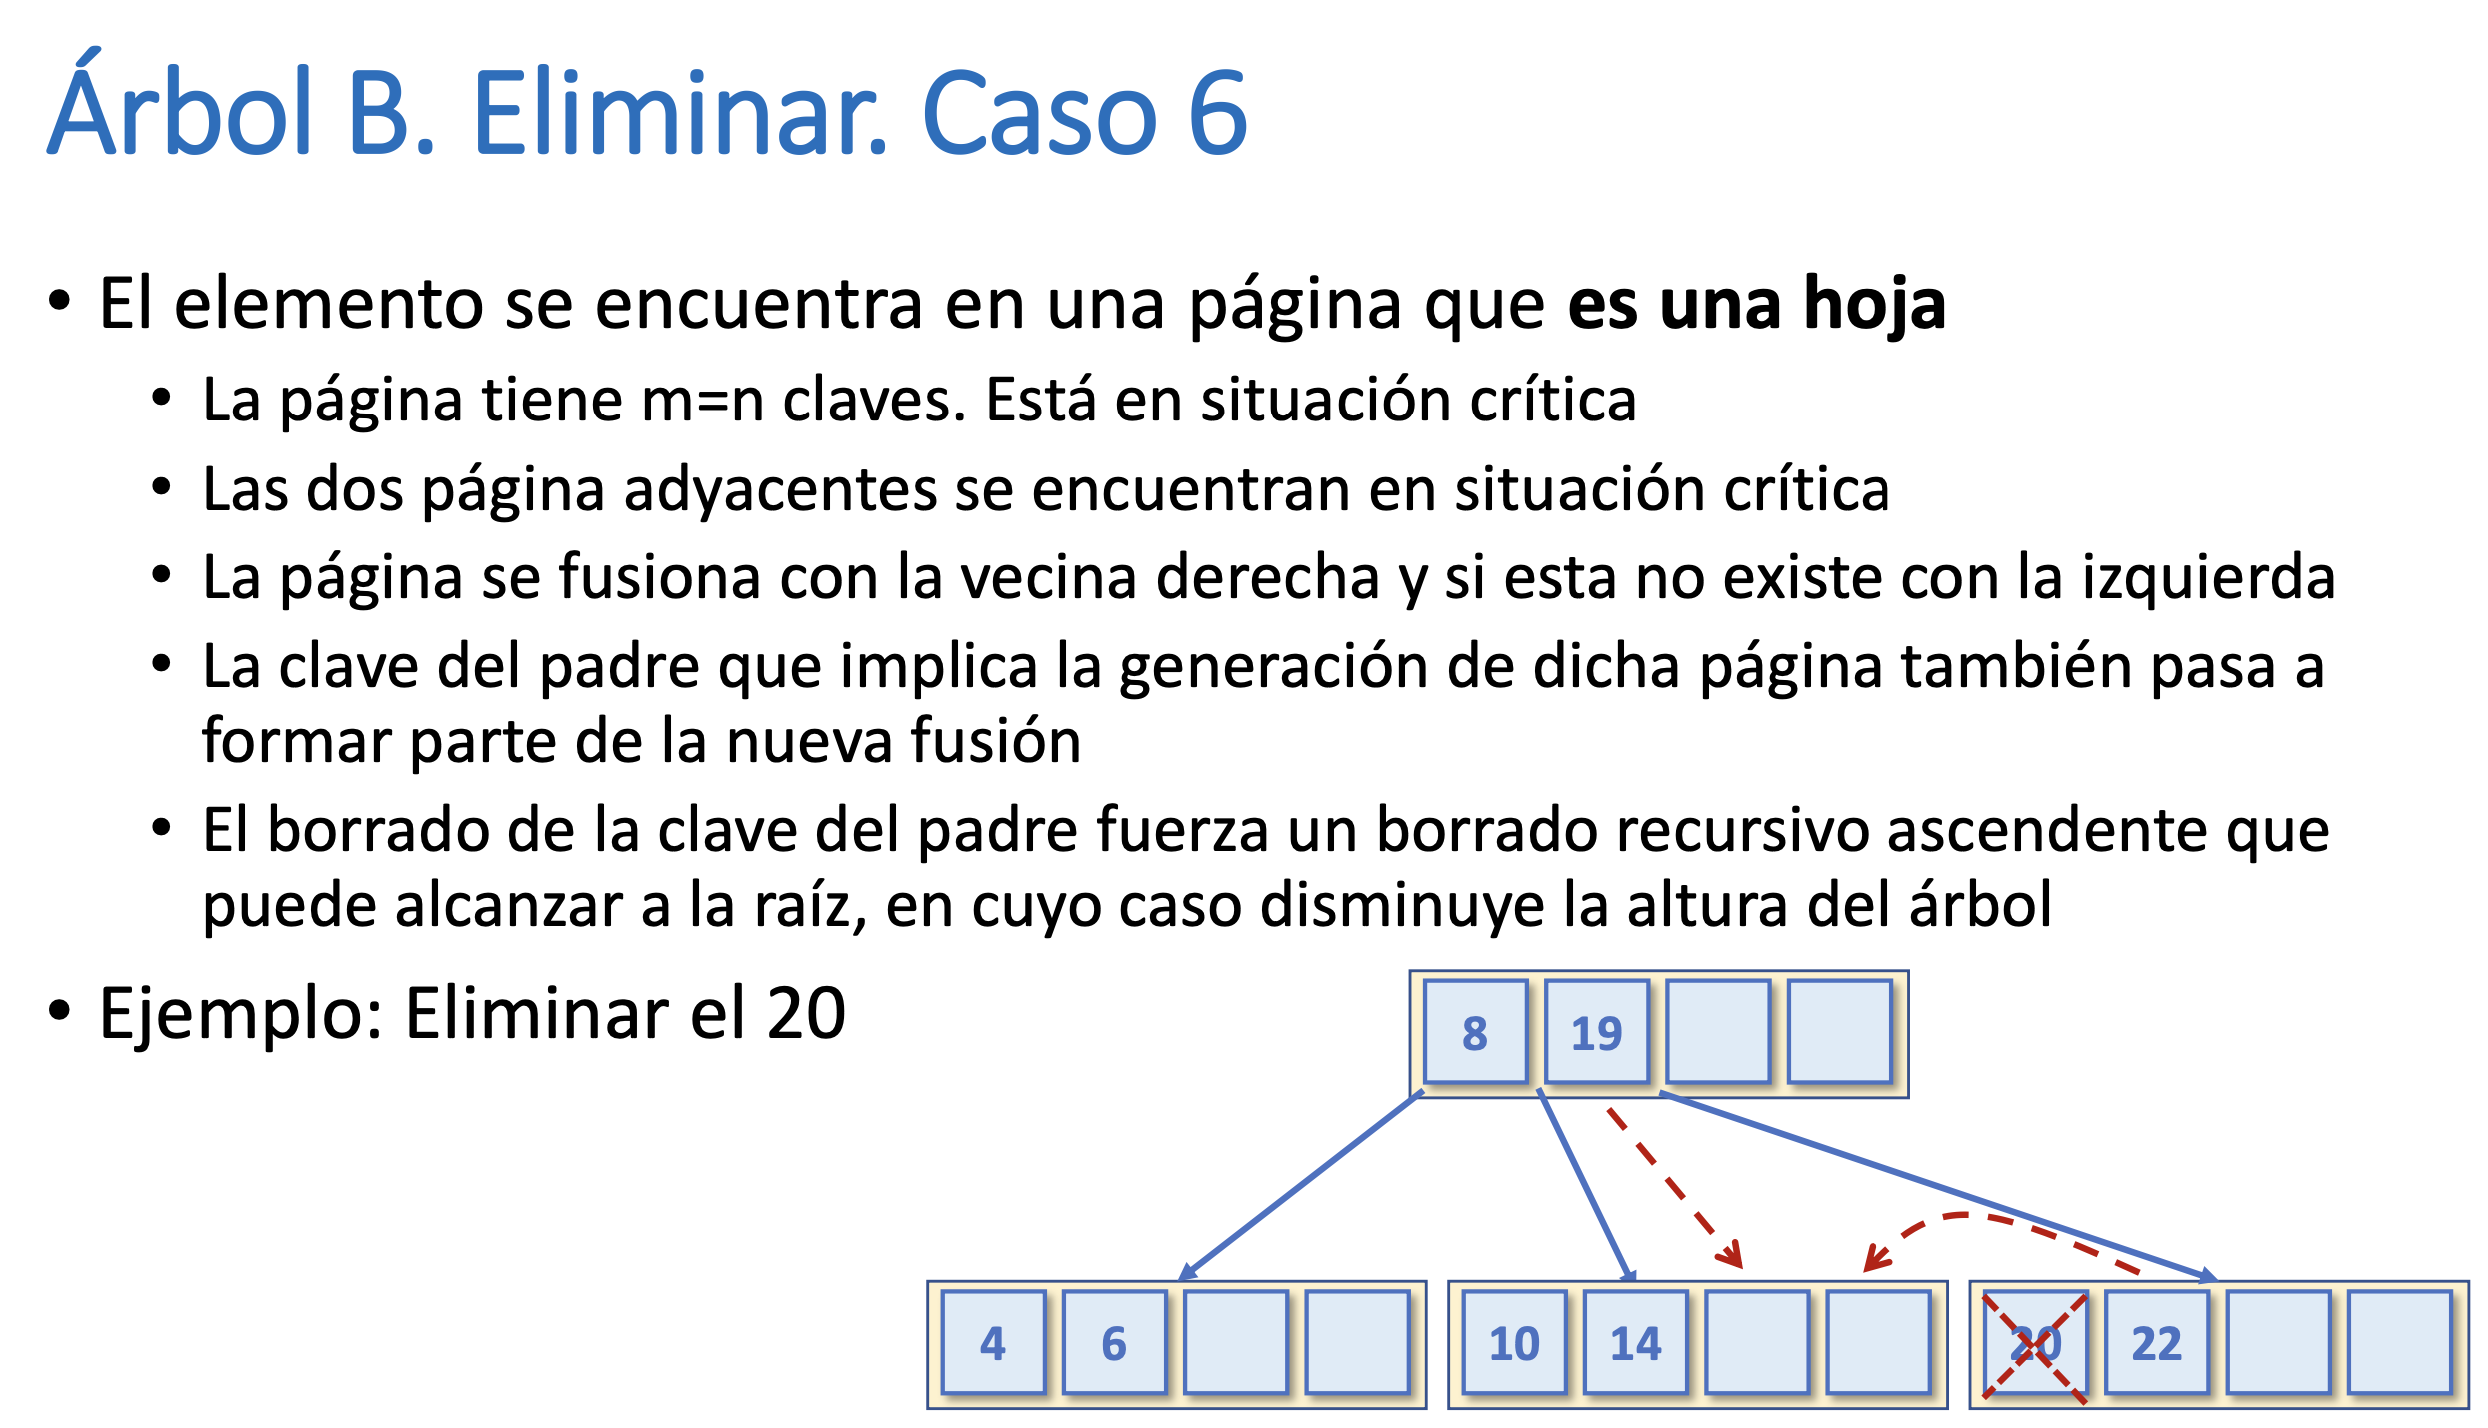 Árbol B. Eliminar. Caso 6
• El elemento se encuentra en una página que es una hoja
• La página tiene m=n claves. Está en situación crítica
• Las dos página adyacentes se encuentran en situación crítica
• La página se fusiona con la vecina derecha y si esta no existe con la izquierda
• La clave del padre que implica la generación de dicha página también pasa a
formar parte de la nueva fusión
• El borrado de la clave del padre fuerza un borrado recursivo ascendente que
puede alcanzar a la raíz, en cuyo caso disminuye la altura del árbol
• Ejemplo: Eliminar el 20
8 19
4 6 10 14 20 22